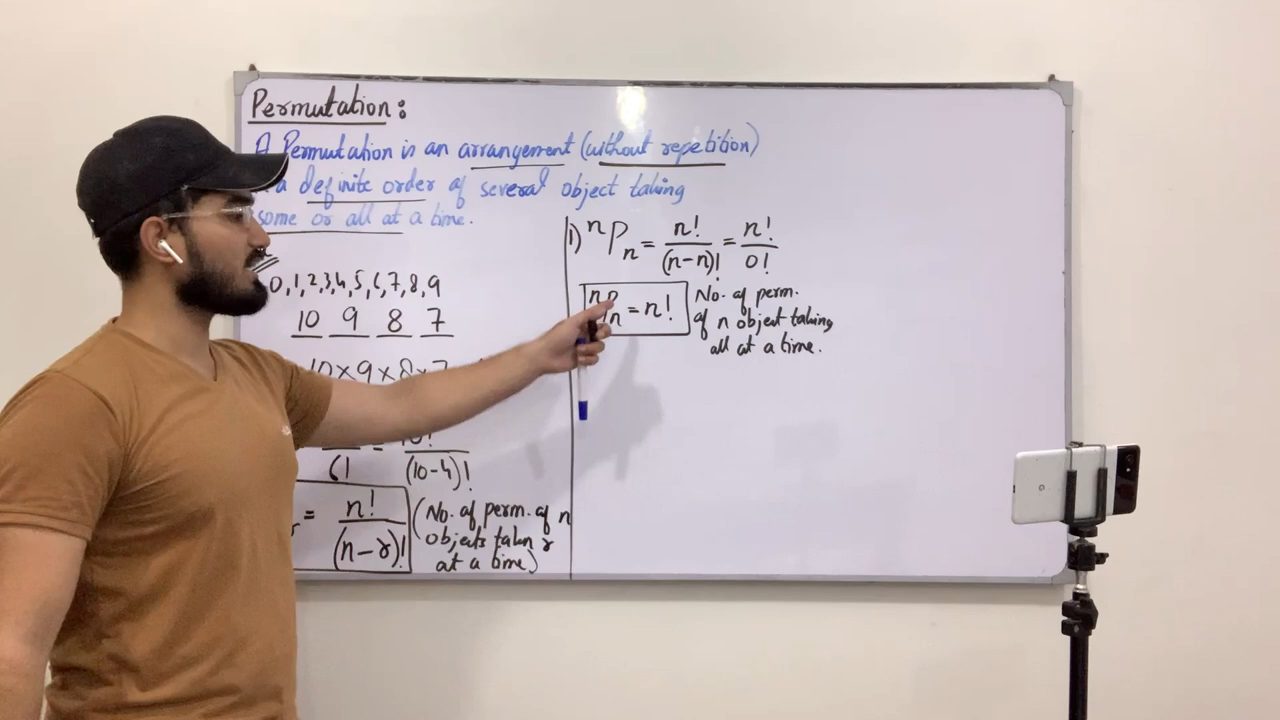 Permutation:
A Permutation is an arrangement (without repetition)
a definite order of several object taking
some or all at a time.
0,1,2,3,4,5,6,7,8,9
10 9 8 7
10×9×8×7
6! = 10! / (10-4)!
= n! / (n-r)!
(No. of perm. of n
objects taken r
at a time)
1) ⁿPₙ = n! / (n-n)! = n! / 0!
ⁿPₙ = n!
No. of perm.
of n object taking
all at a time.